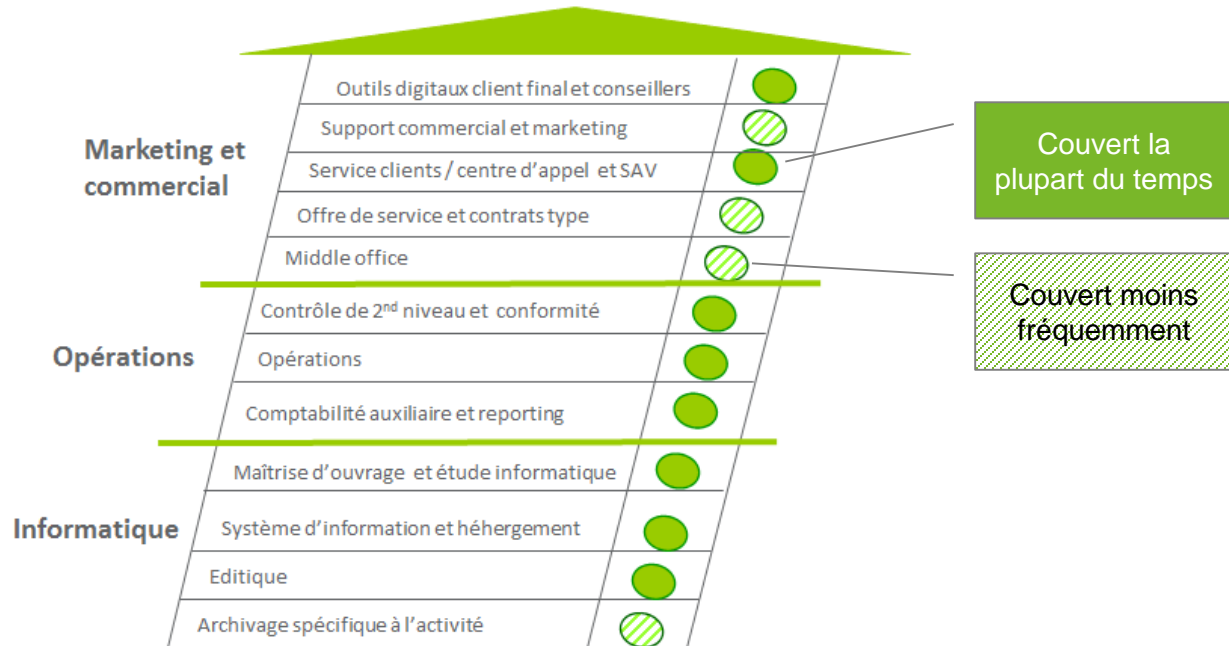 Outils digitaux client final et conseillers
Support commercial et marketing
Marketing et
commercial
Service clients / centre d'appel et SAV
Offre de service et contrats type
Middle office
Contrôle de 2nd niveau et conformité
Opérations
Opérations
Comptabilité auxiliaire et reporting
Maîtrise d'ouvrage et étude informatique
Informatique
Système d'information et héhergement
Editique
Archivage spécifique à l'activité
Couvert la
plupart du temps
Couvert moins
fréquemment